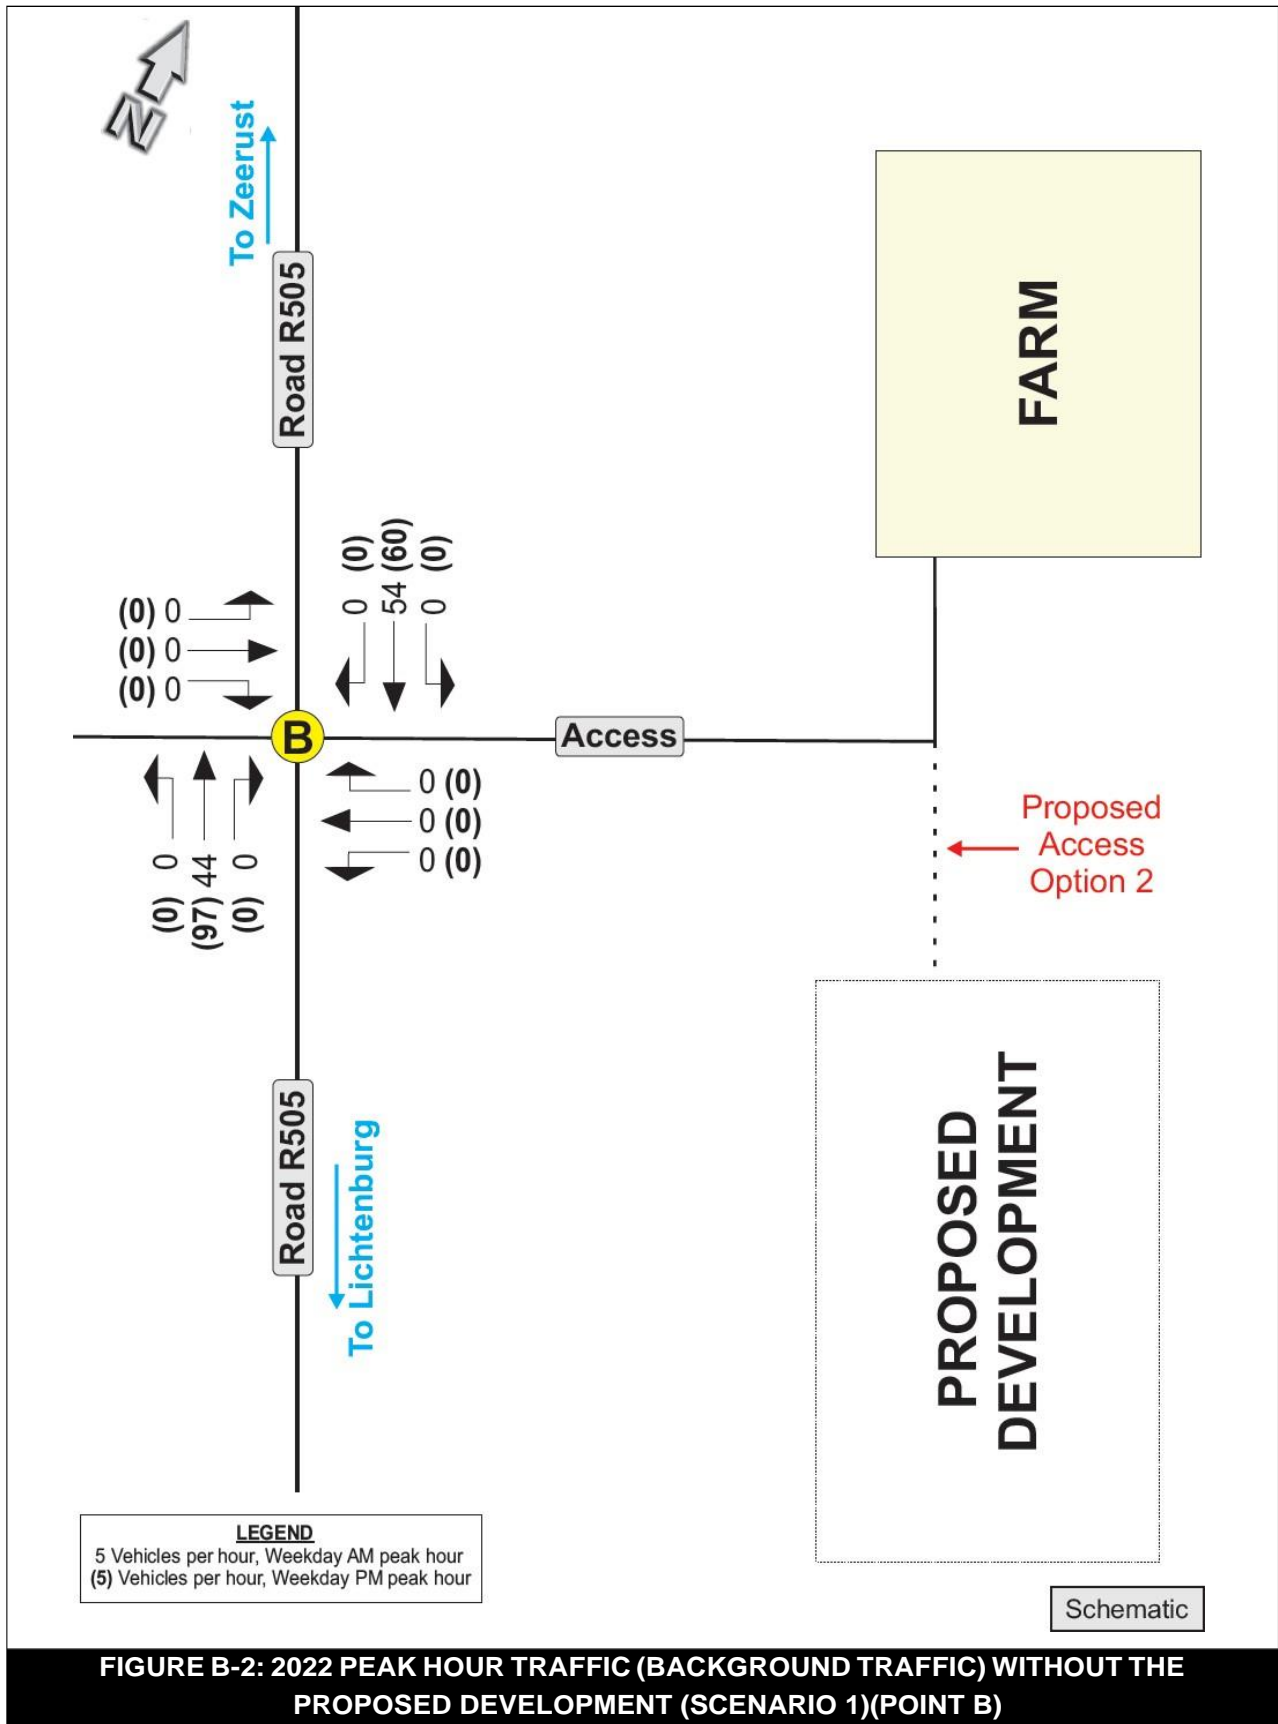 N
To Zeerust
Road R505
FARM
0 (0)
54 (60)
0 (0)
(0) 0
(0) 0
(0) 0
B
Access
0 (0)
0 (0)
0 (0)
(0) 0
(97) 44
(0) 0
Proposed
Access
Option 2
Road R505
To Lichtenburg
PROPOSED
DEVELOPMENT
LEGEND
5 Vehicles per hour, Weekday AM peak hour
(5) Vehicles per hour, Weekday PM peak hour
Schematic
FIGURE B-2: 2022 PEAK HOUR TRAFFIC (BACKGROUND TRAFFIC) WITHOUT THE
PROPOSED DEVELOPMENT (SCENARIO 1)(POINT B)